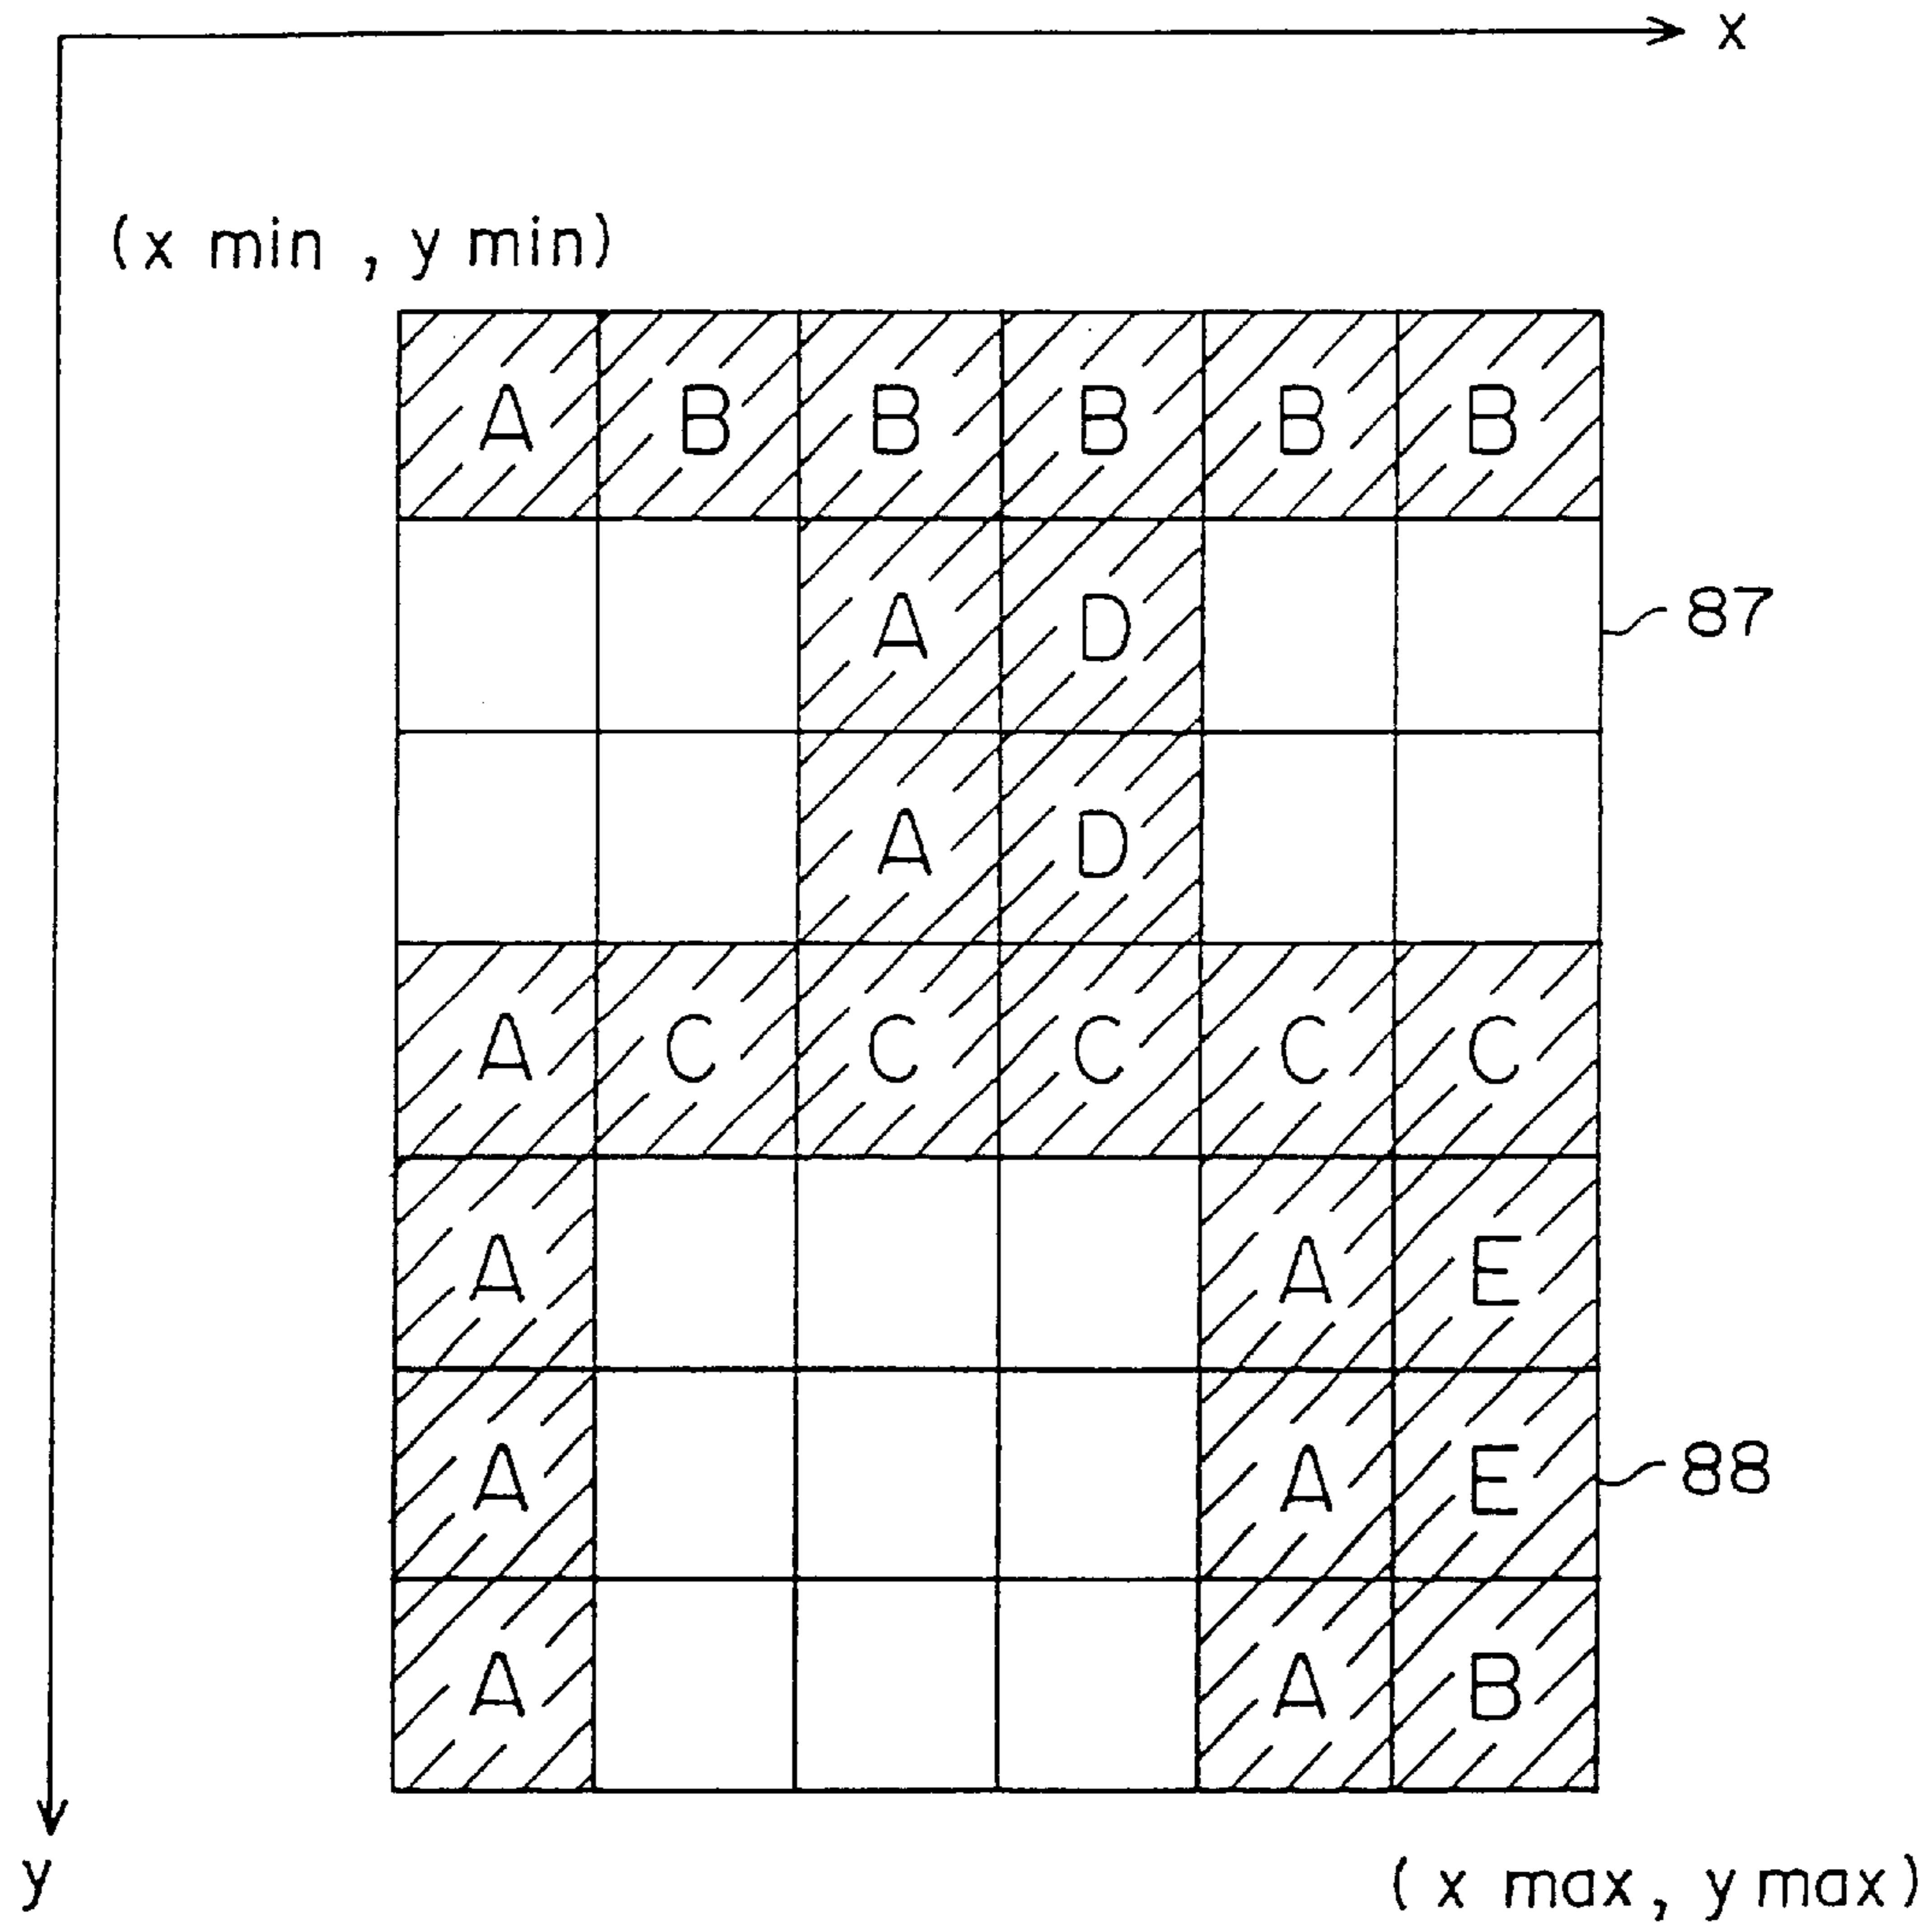 x
(x min , y min)
A B B B B B
A D
87
A D
A C C C C C
A A E
A A E
88
A A B
y
(x max, y max)